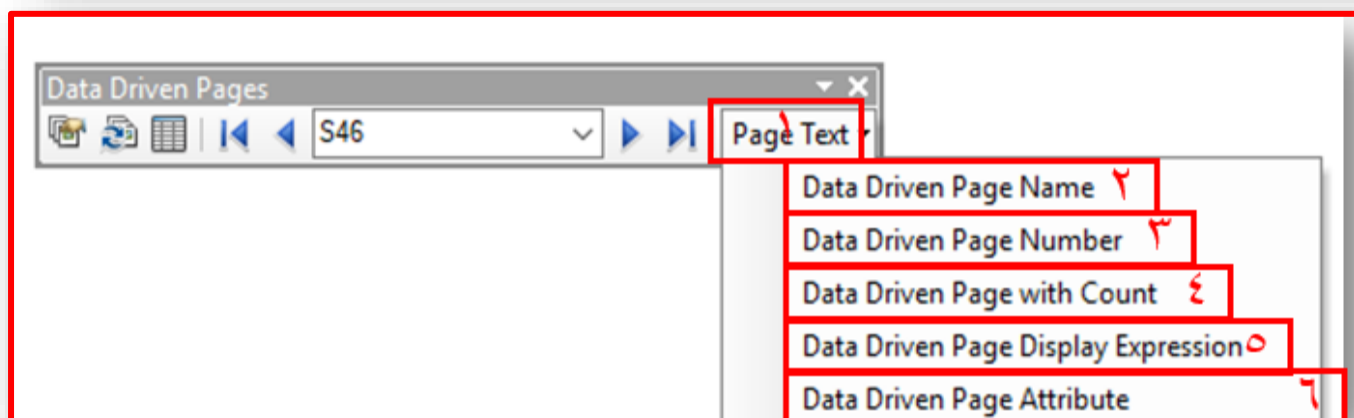 Data Driven Pages
S46
Page Text ١
Data Driven Page Name ٢
Data Driven Page Number ٣
Data Driven Page with Count ٤
Data Driven Page Display Expression ٥
Data Driven Page Attribute ٦